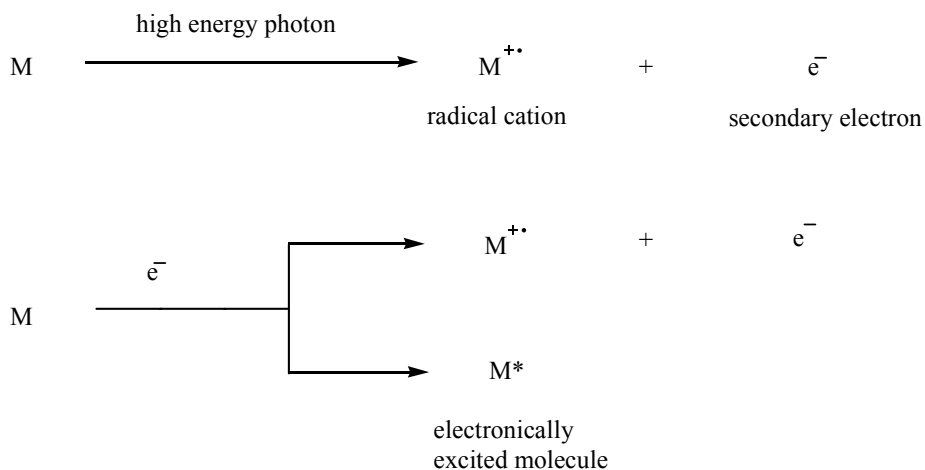 high energy photon
M M+• + e−
radical cation secondary electron
M+• + e−
e−
M
M*
electronically
excited molecule